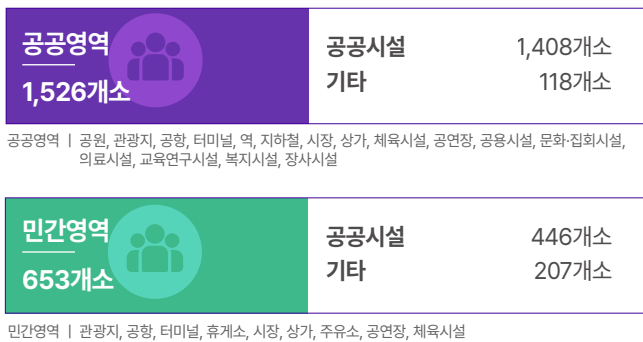 공공영역
1,526개소
공공시설 1,408개소
기타 118개소
공공영역 | 공원, 관광지, 공항, 터미널, 역, 지하철, 시장, 상가, 체육시설, 공연장, 공용시설, 문화·집회시설,
의료시설, 교육연구시설, 복지시설, 장사시설
민간영역
653개소
공공시설 446개소
기타 207개소
민간영역 | 관광지, 공항, 터미널, 휴게소, 시장, 상가, 주유소, 공연장, 체육시설